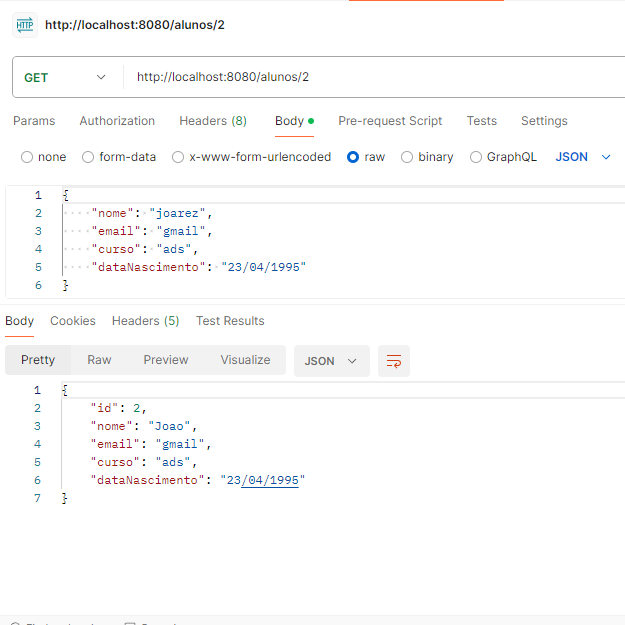 HTTP http://localhost:8080/alunos/2
GET http://localhost:8080/alunos/2
Params Authorization Headers (8) Body Pre-request Script Tests Settings
none form-data x-www-form-urlencoded raw binary GraphQL JSON
1 {
2 "nome": "joarez",
3 "email": "gmail",
4 "curso": "ads",
5 "dataNascimento": "23/04/1995"
6 }
Body Cookies Headers (5) Test Results
Pretty Raw Preview Visualize JSON
1 {
2 "id": 2,
3 "nome": "Joao",
4 "email": "gmail",
5 "curso": "ads",
6 "dataNascimento": "23/04/1995"
7 }